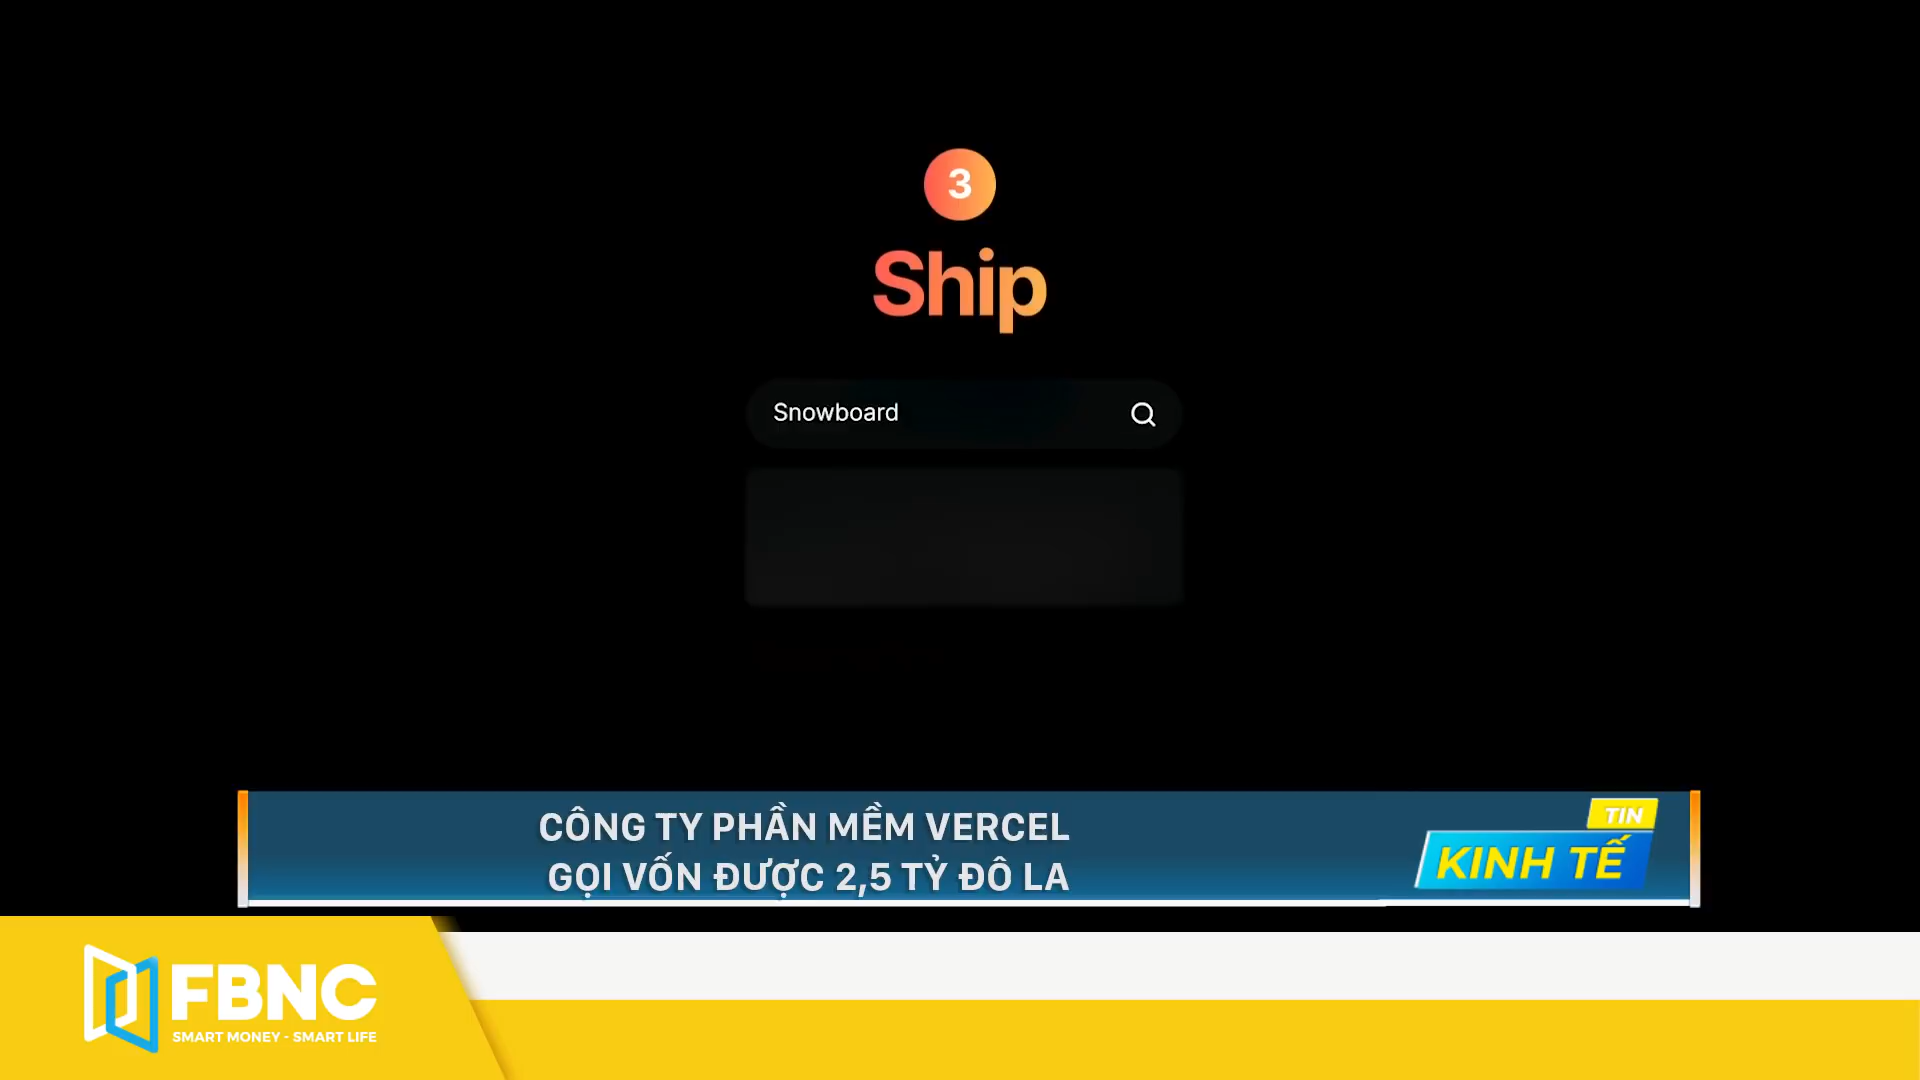 3
Ship
Snowboard
CÔNG TY PHẦN MỀM VERCEL
GỌI VỐN ĐƯỢC 2,5 TỶ ĐÔ LA
TIN
KINH TẾ
FBNC
SMART MONEY - SMART LIFE